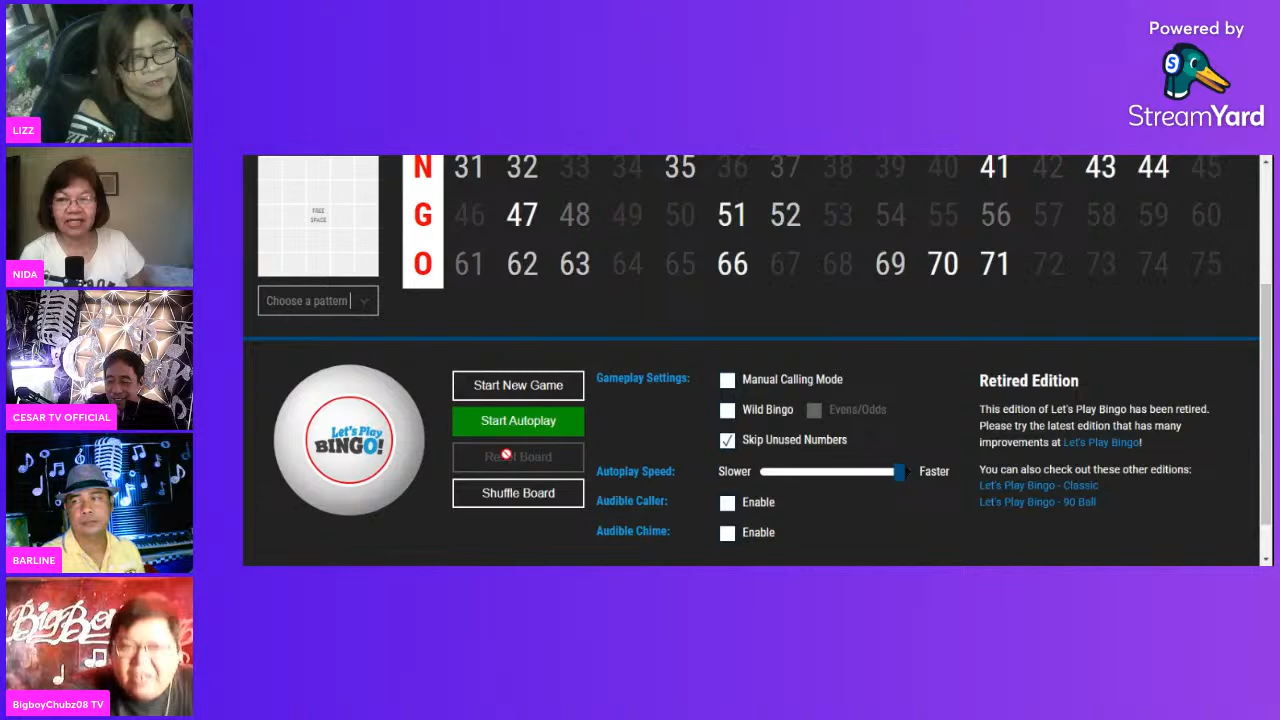 Powered by
StreamYard
LIZZ
NIDA
CESAR TV OFFICIAL
BARLINE
BigBo
BigboyChubz08 TV
FREE
SPACE
Choose a pattern
N 31 32 33 34 35 36 37 38 39 40 41 42 43 44 45
G 46 47 48 49 50 51 52 53 54 55 56 57 58 59 60
O 61 62 63 64 65 66 67 68 69 70 71 72 73 74 75
Let's Play
BINGO!
Start New Game
Start Autoplay
Reset Board
Shuffle Board
Gameplay Settings:
Manual Calling Mode
Wild Bingo
Evens/Odds
Skip Unused Numbers
Autoplay Speed:
Slower
Faster
Audible Caller:
Enable
Audible Chime:
Enable
Retired Edition
This edition of Let's Play Bingo has been retired.
Please try the latest edition that has many
improvements at Let's Play Bingo!
You can also check out these other editions:
Let's Play Bingo - Classic
Let's Play Bingo - 90 Ball